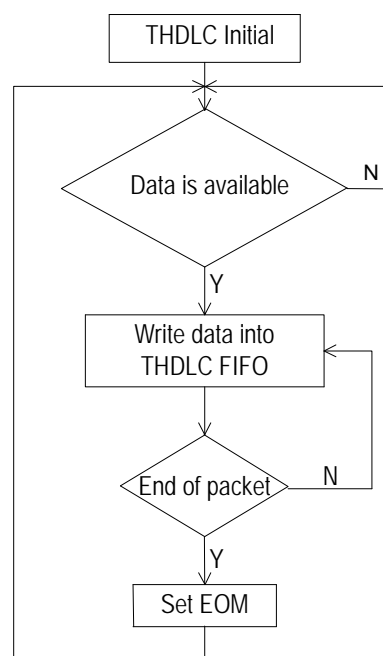 THDLC Initial
Data is available
N
Y
Write data into
THDLC FIFO
End of packet
N
Y
Set EOM